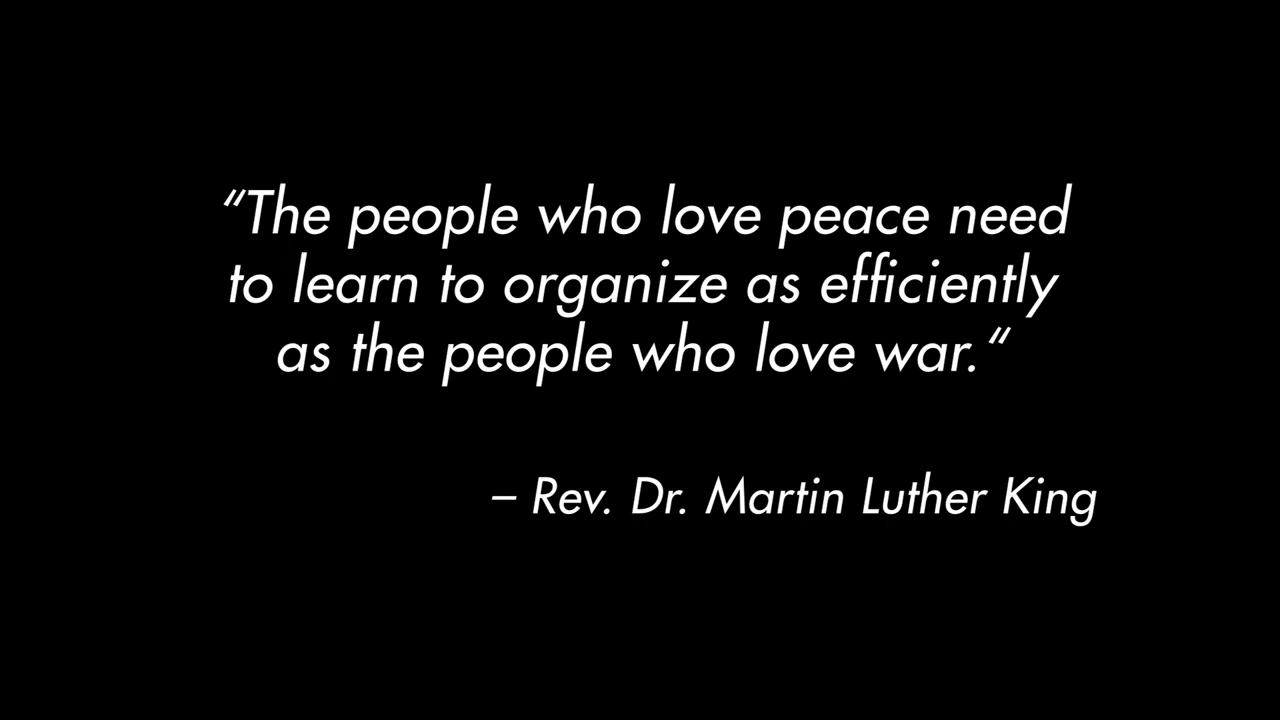 “The people who love peace need
to learn to organize as efficiently
as the people who love war.“
– Rev. Dr. Martin Luther King